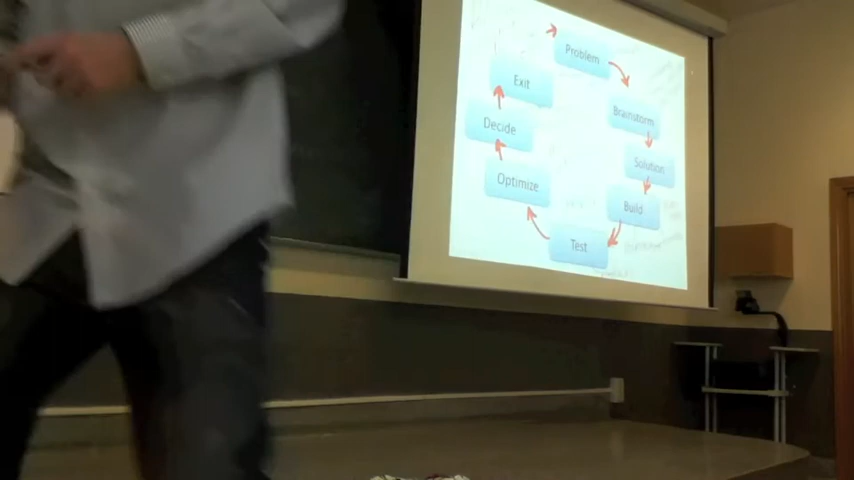 Problem
Brainstorm
Solution
Build
Test
Optimize
Decide
Exit